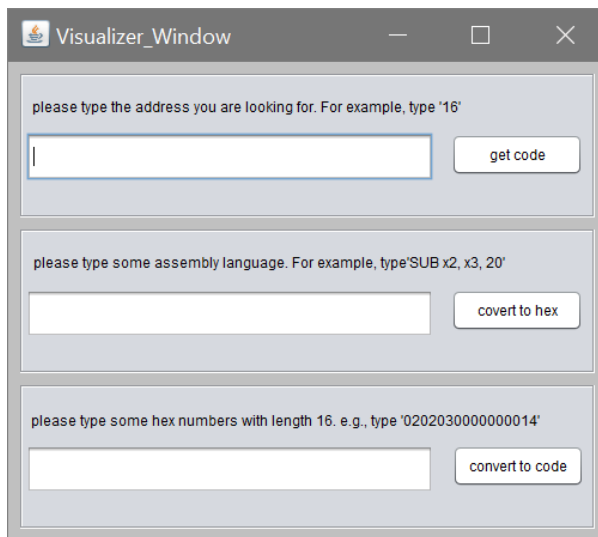 Visualizer_Window
please type the address you are looking for. For example, type '16'
get code
please type some assembly language. For example, type'SUB x2, x3, 20'
covert to hex
please type some hex numbers with length 16. e.g., type '0202030000000014'
convert to code